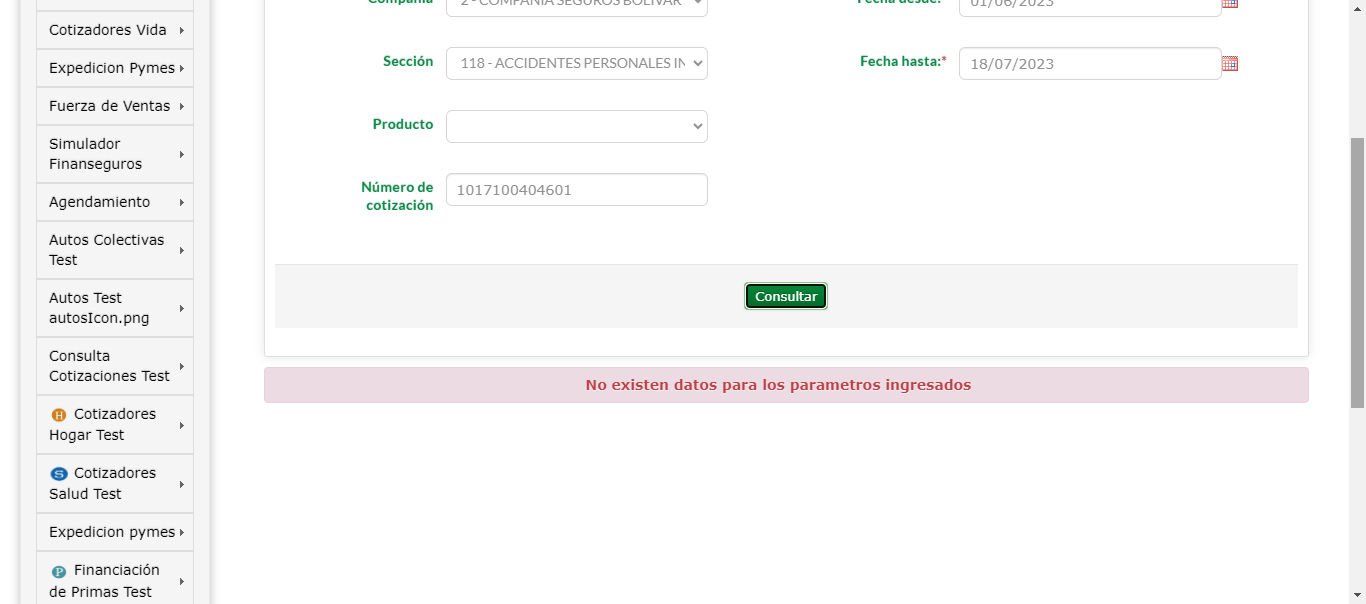 Cotizadores Vida
Expedicion Pymes
Fuerza de Ventas
Simulador
Finanseguros
Agendamiento
Autos Colectivas
Test
Autos Test
autosIcon.png
Consulta
Cotizaciones Test
H Cotizadores
Hogar Test
S Cotizadores
Salud Test
Expedicion pymes
P Financiación
de Primas Test
Compañía 2 - COMPAÑIA SEGUROS BOLIVAR Fecha desde:* 01/06/2023
Sección 118 - ACCIDENTES PERSONALES IN Fecha hasta:* 18/07/2023
Producto
Número de
cotización 1017100404601
Consultar
No existen datos para los parametros ingresados